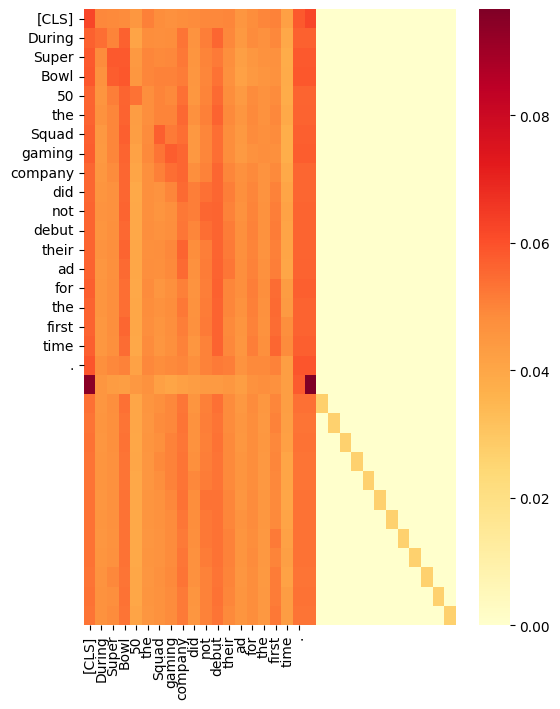 [CLS]
During
Super
Bowl
50
the
Squad
gaming
company
did
not
debut
their
ad
for
the
first
time
.
[CLS]
During
Super
Bowl
50
the
Squad
gaming
company
did
not
debut
their
ad
for
the
first
time
.
0.08
0.06
0.04
0.02
0.00